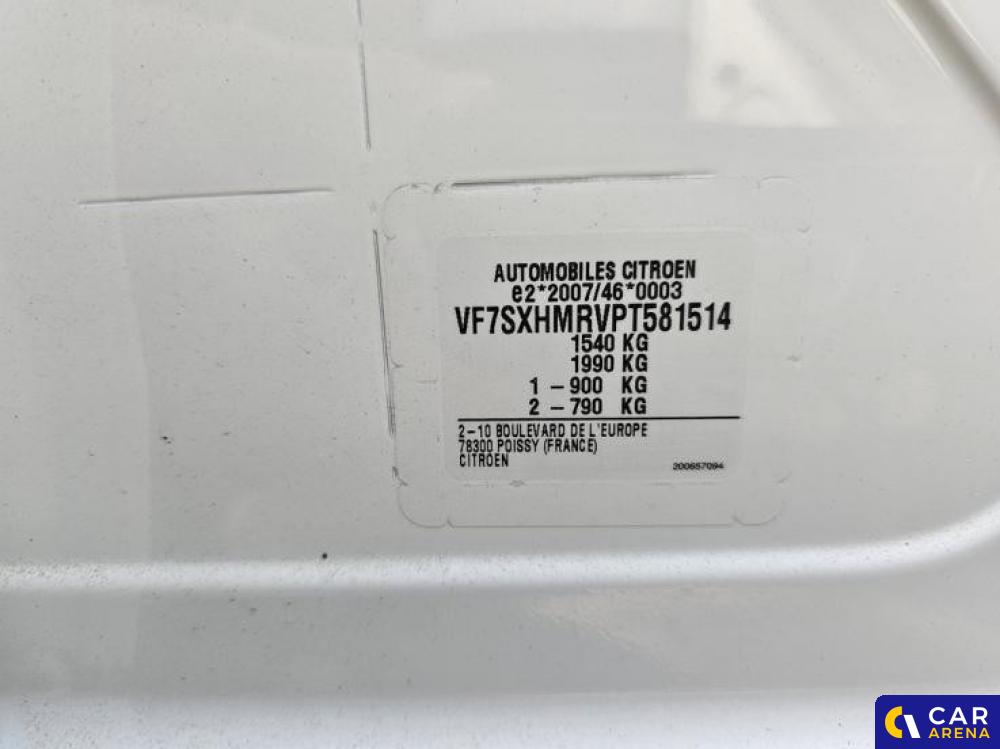 AUTOMOBILES CITROEN
e2*2007/46*0003
VF7SXHMRVPT581514
1540 KG
1990 KG
1 - 900 KG
2 - 790 KG
2-10 BOULEVARD DE L'EUROPE
78300 POISSY (FRANCE)
CITROEN
200657094
CAR
ARENA